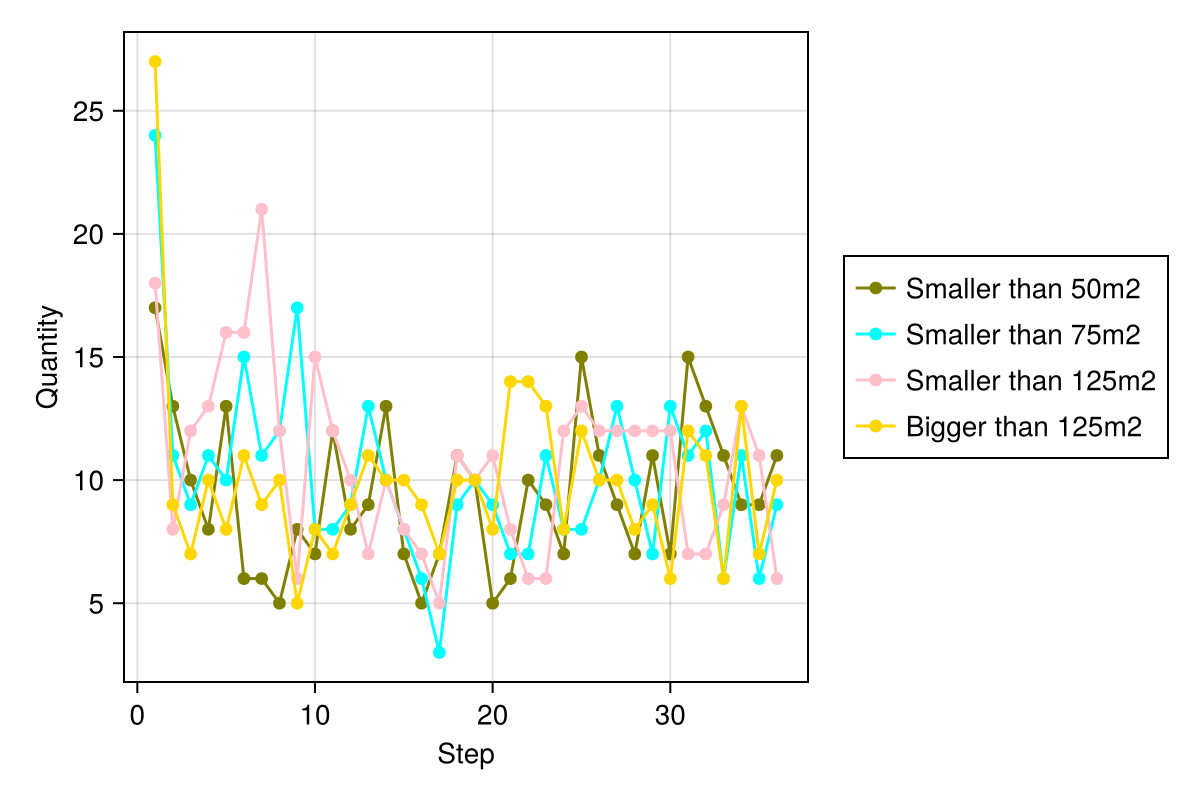 25
20
15
10
5
Quantity
0 10 20 30
Step
Smaller than 50m2
Smaller than 75m2
Smaller than 125m2
Bigger than 125m2